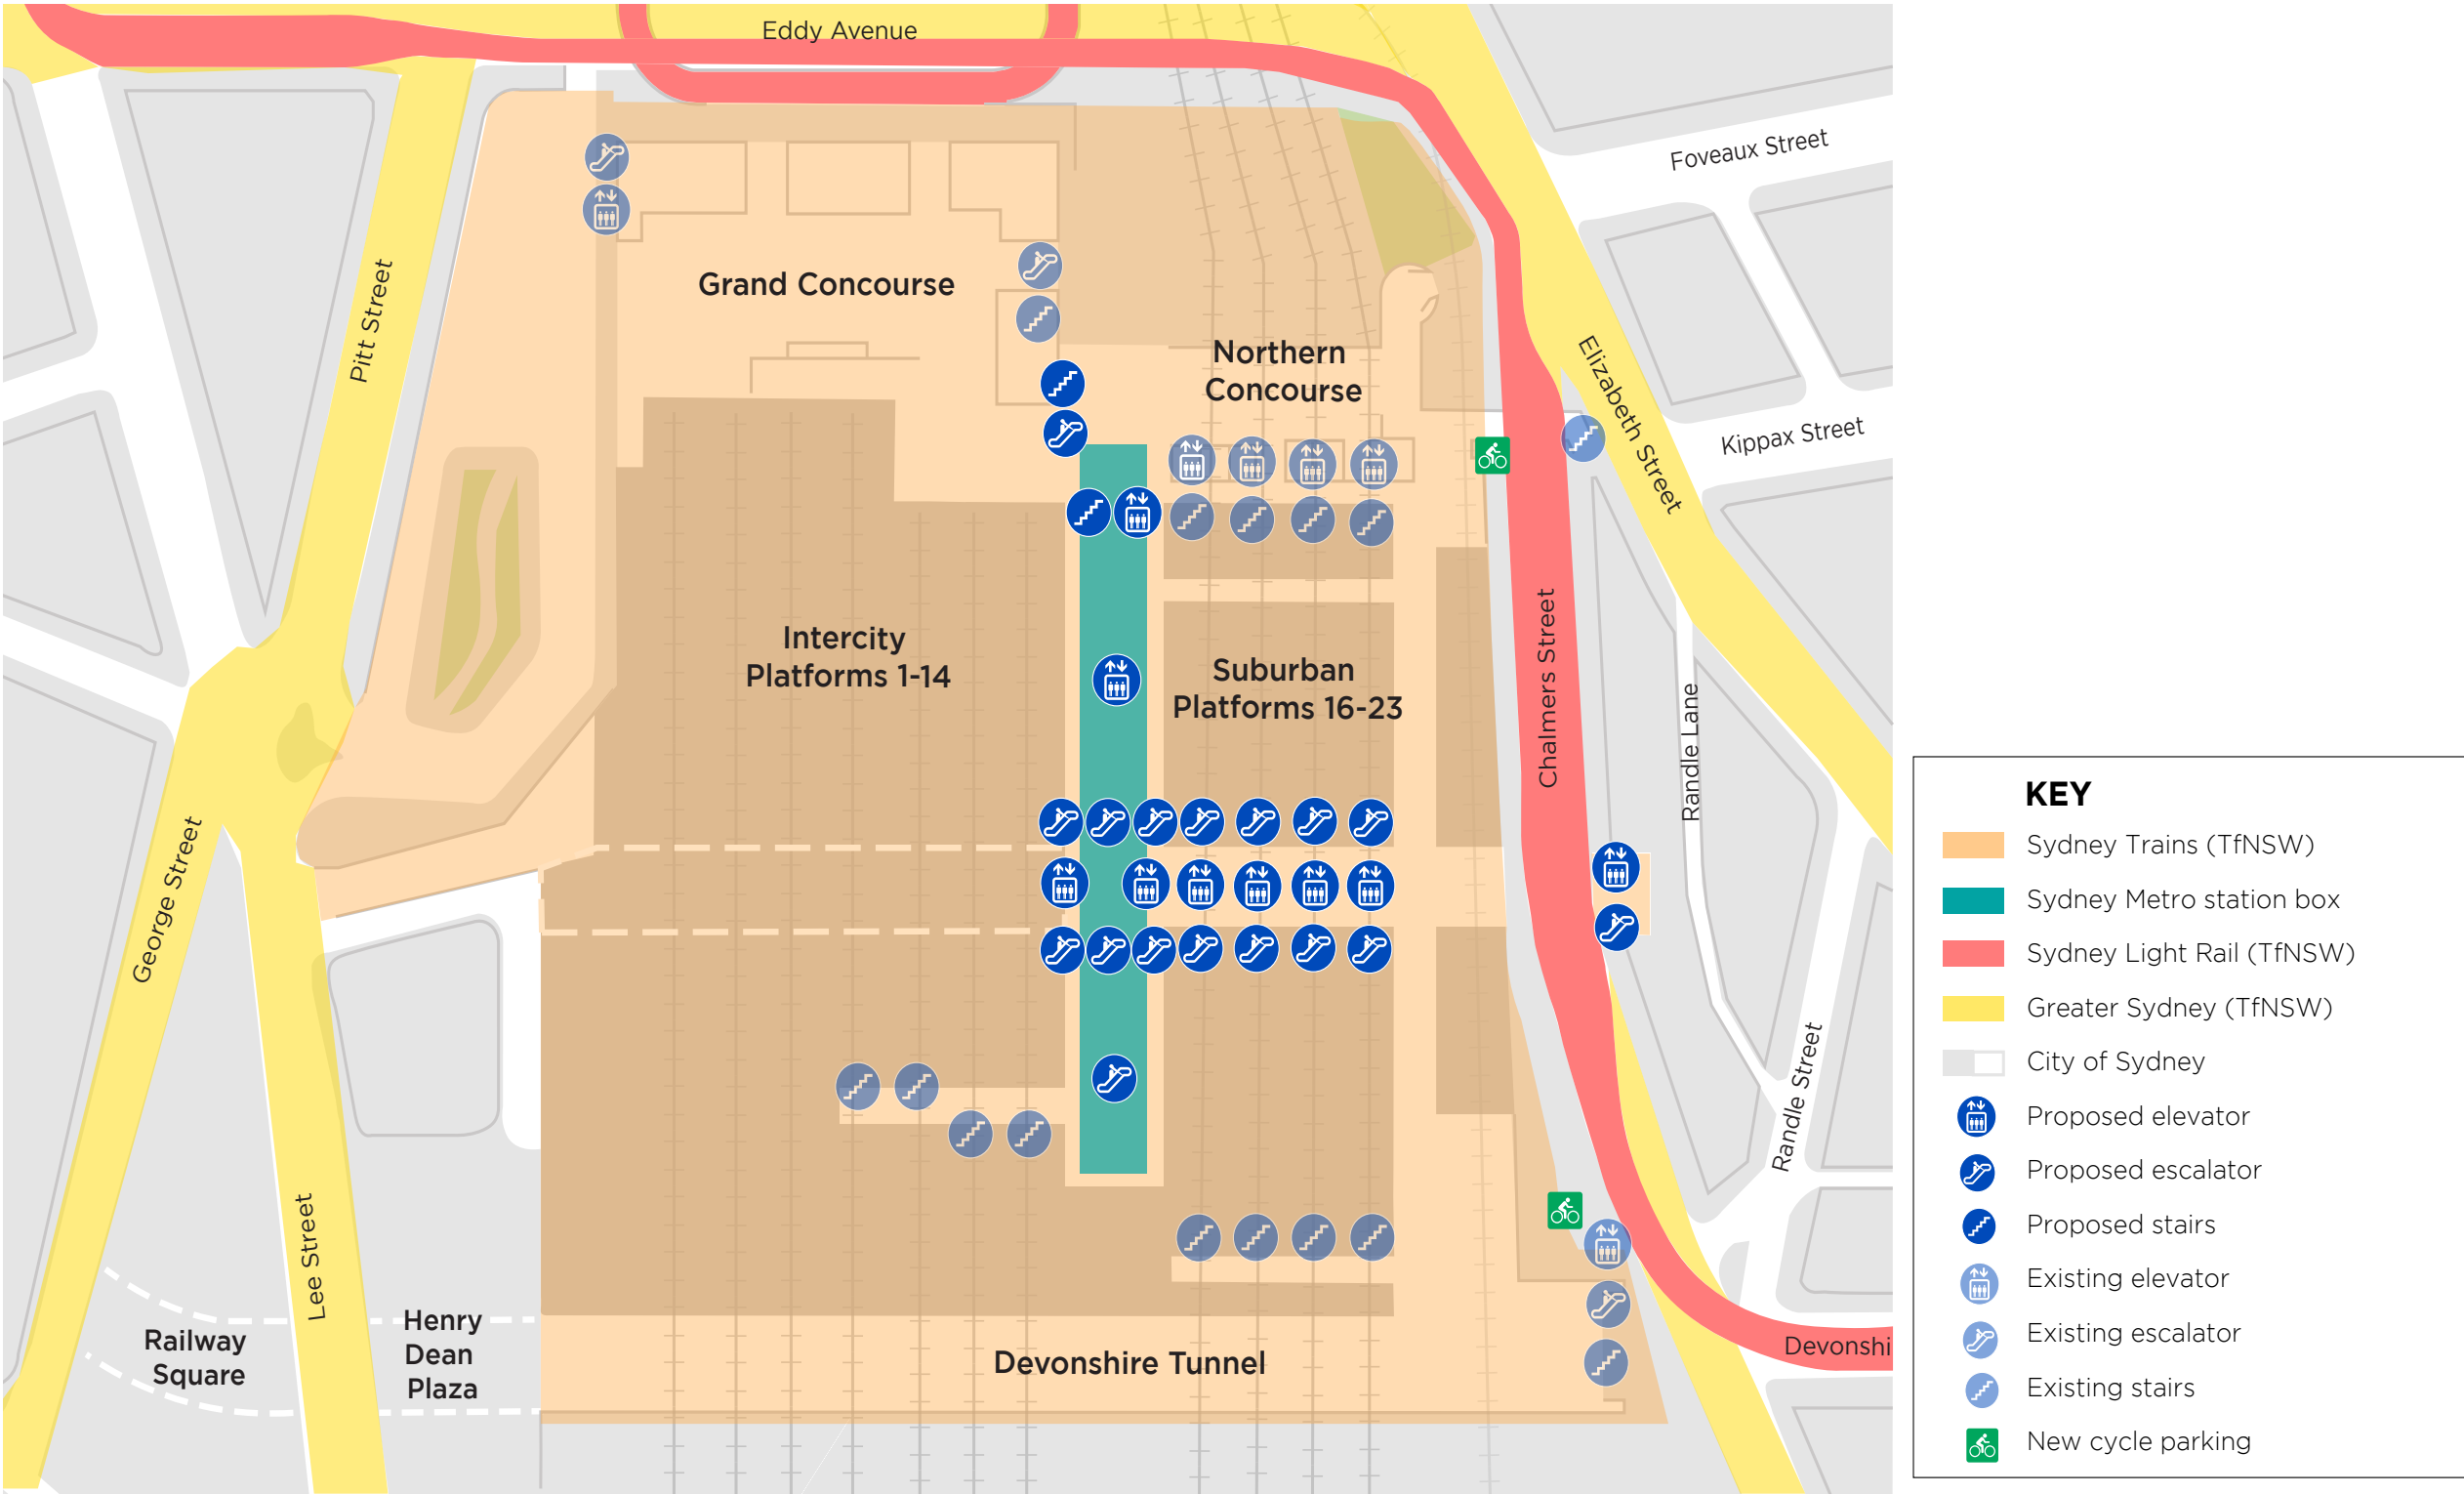 Eddy Avenue
Foveaux Street
Pitt Street
Grand Concourse
Northern
Concourse
Elizabeth Street
Kippax Street
Intercity
Platforms 1-14
Suburban
Platforms 16-23
Chalmers Street
Randle Lane
George Street
Randle Street
Lee Street
Railway
Square
Henry
Dean
Plaza
Devonshire Tunnel
Devonshi
KEY
Sydney Trains (TfNSW)
Sydney Metro station box
Sydney Light Rail (TfNSW)
Greater Sydney (TfNSW)
City of Sydney
Proposed elevator
Proposed escalator
Proposed stairs
Existing elevator
Existing escalator
Existing stairs
New cycle parking